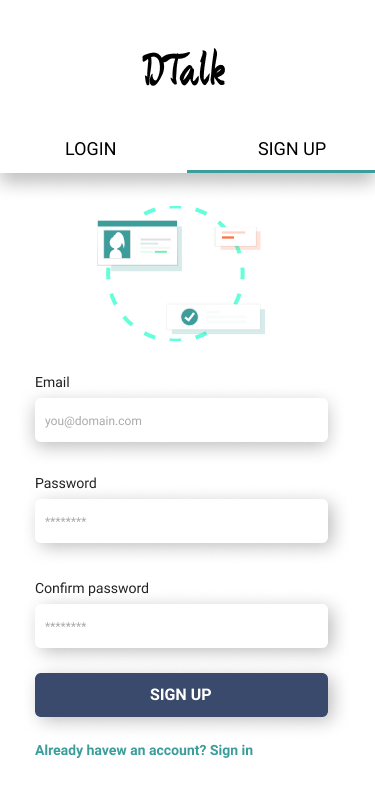 DTalk
LOGIN
SIGN UP
Email
you@domain.com
Password
********
Confirm password
********
SIGN UP
Already havew an account? Sign in